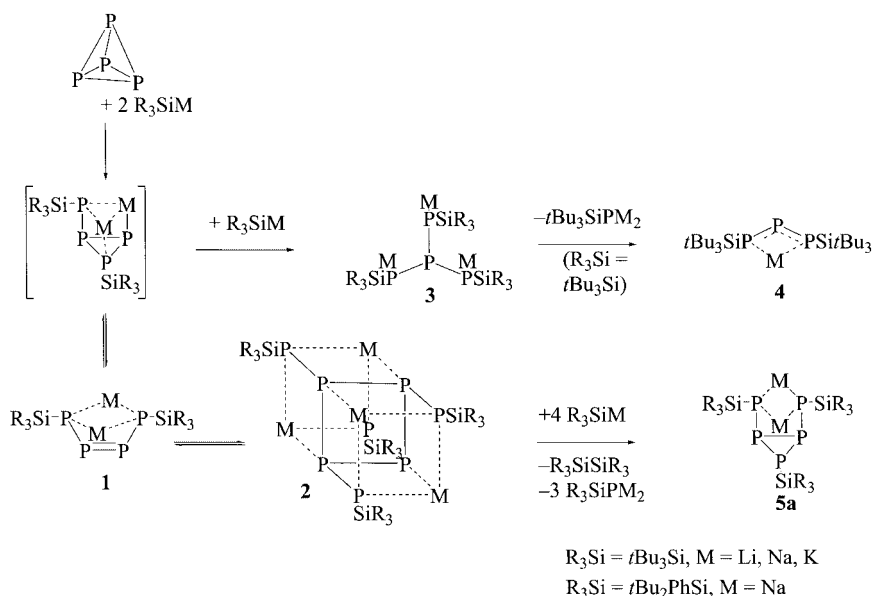 P
P
P P
+ 2 R₃SiM
R₃Si-P M
M
P P
P
SiR₃
+ R₃SiM
M
PSiR₃
M M
R₃SiP P PSiR₃
3
–tBu₃SiPM₂
(R₃Si =
tBu₃Si)
P
tBu₃SiP PSitBu₃
M
4
M
R₃Si-P P-SiR₃
M
P=P
1
R₃SiP M
P P
M PSiR₃
M P
SiR₃
P P
P M
SiR₃
2
+4 R₃SiM
–R₃SiSiR₃
–3 R₃SiPM₂
M
R₃Si-P P-SiR₃
M
P P
P
SiR₃
5a
R₃Si = tBu₃Si, M = Li, Na, K
R₃Si = tBu₂PhSi, M = Na